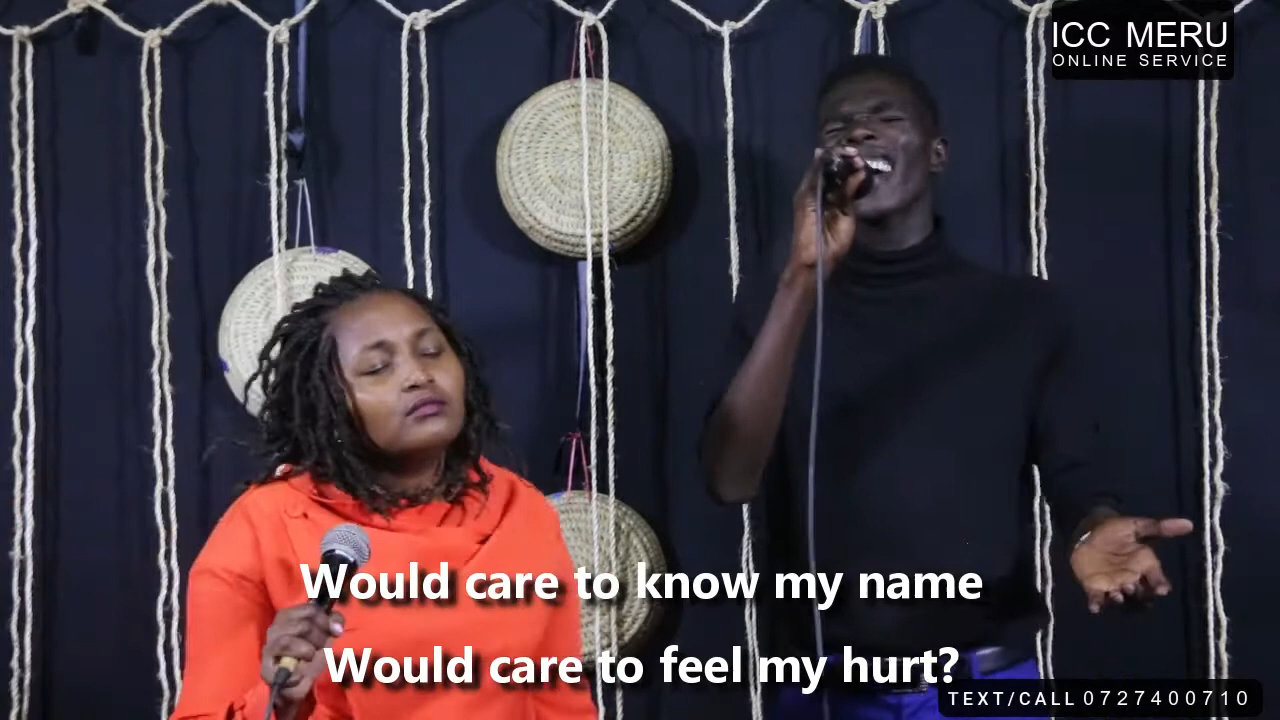 ICC MERU
ONLINE SERVICE
Would care to know my name
Would care to feel my hurt?
TEXT/CALL 0727400710